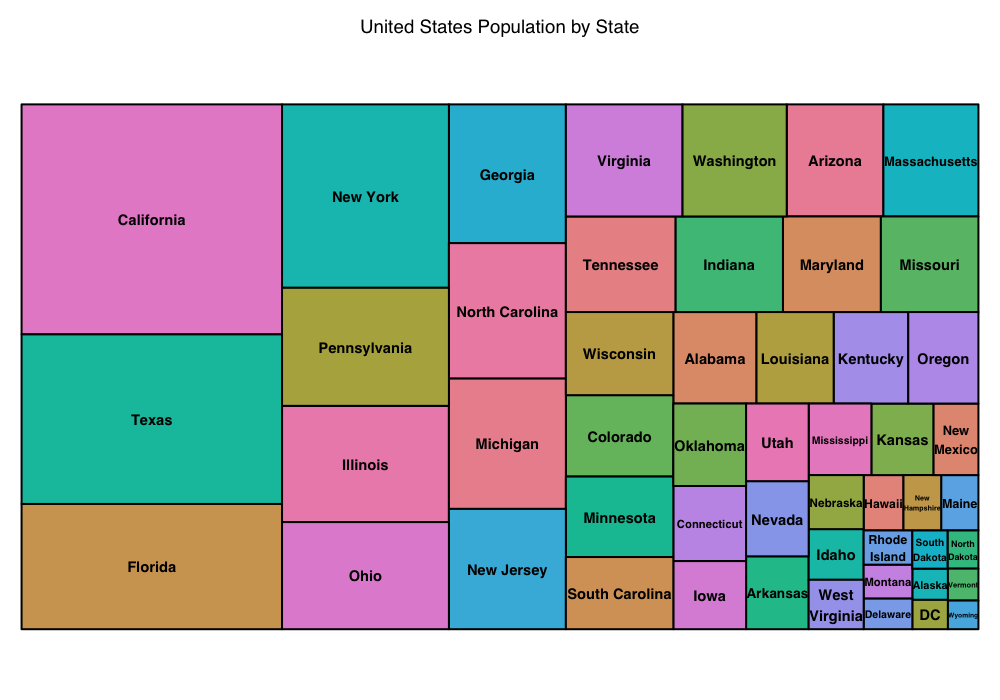 United States Population by State
California
New York
Georgia
Virginia
Washington
Arizona
Massachusetts
Tennessee
Indiana
Maryland
Missouri
North Carolina
Pennsylvania
Wisconsin
Alabama
Louisiana
Kentucky
Oregon
Texas
Illinois
Michigan
Colorado
Oklahoma
Utah
Mississippi
Kansas
New
Mexico
Minnesota
Connecticut
Nevada
Nebraska
Hawaii
New
Hampshire
Maine
Florida
Ohio
New Jersey
South Carolina
Iowa
Arkansas
Idaho
Rhode
Island
South
Dakota
North
Dakota
West
Virginia
Montana
Alaska
Vermont
Delaware
DC
Wyoming